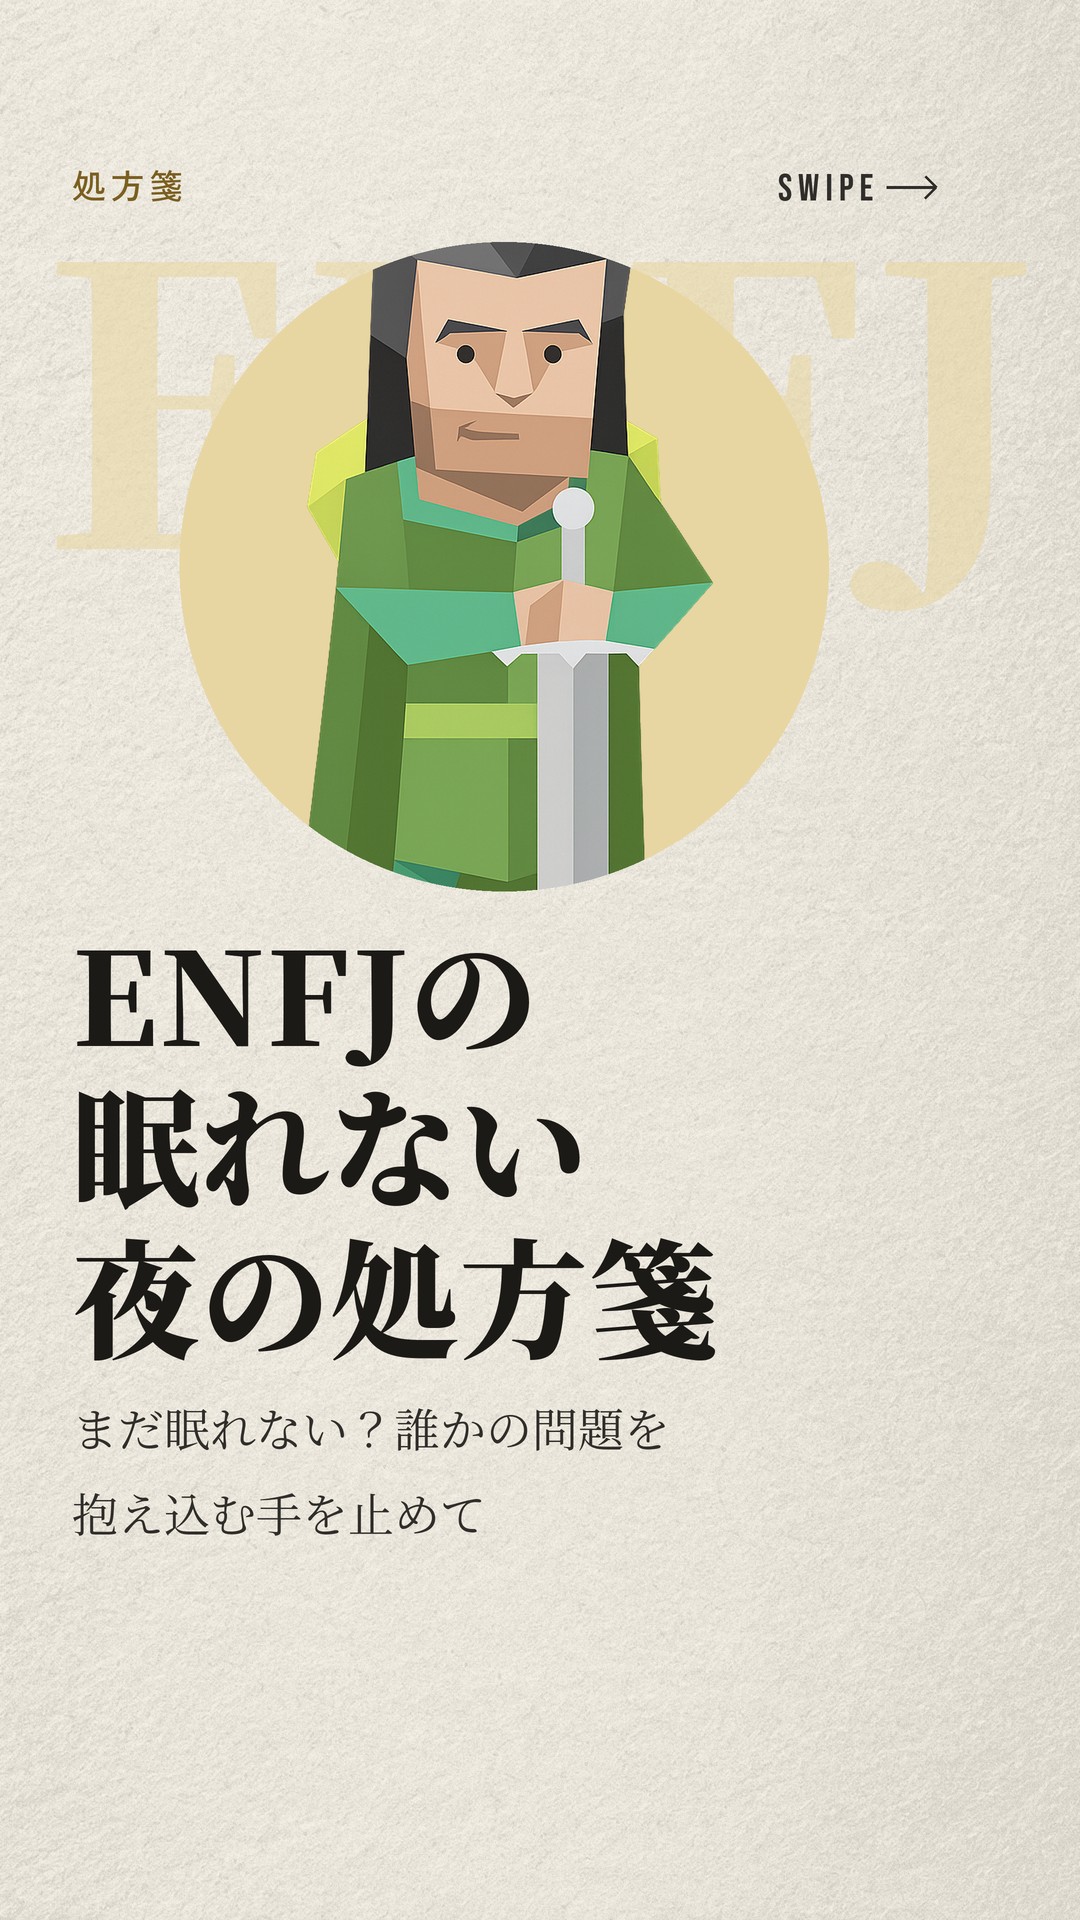 処方箋
SWIPE →
ENFJ
ENFJの
眠れない
夜の処方箋
まだ眠れない？誰かの問題を
抱え込む手を止めて